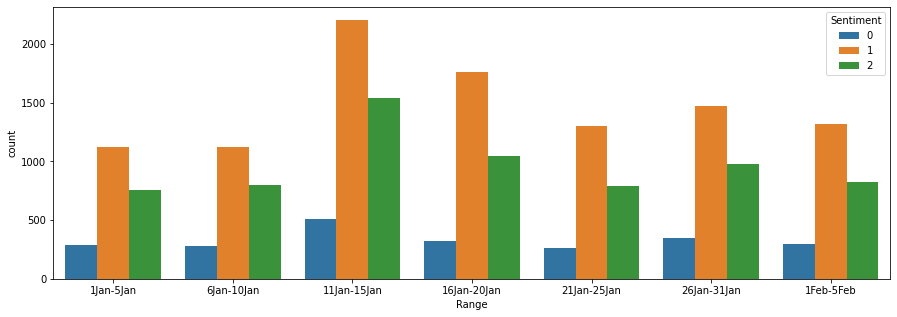 Sentiment
0
1
2
2000
1500
1000
500
0
count
1Jan-5Jan 6Jan-10Jan 11Jan-15Jan 16Jan-20Jan 21Jan-25Jan 26Jan-31Jan 1Feb-5Feb
Range